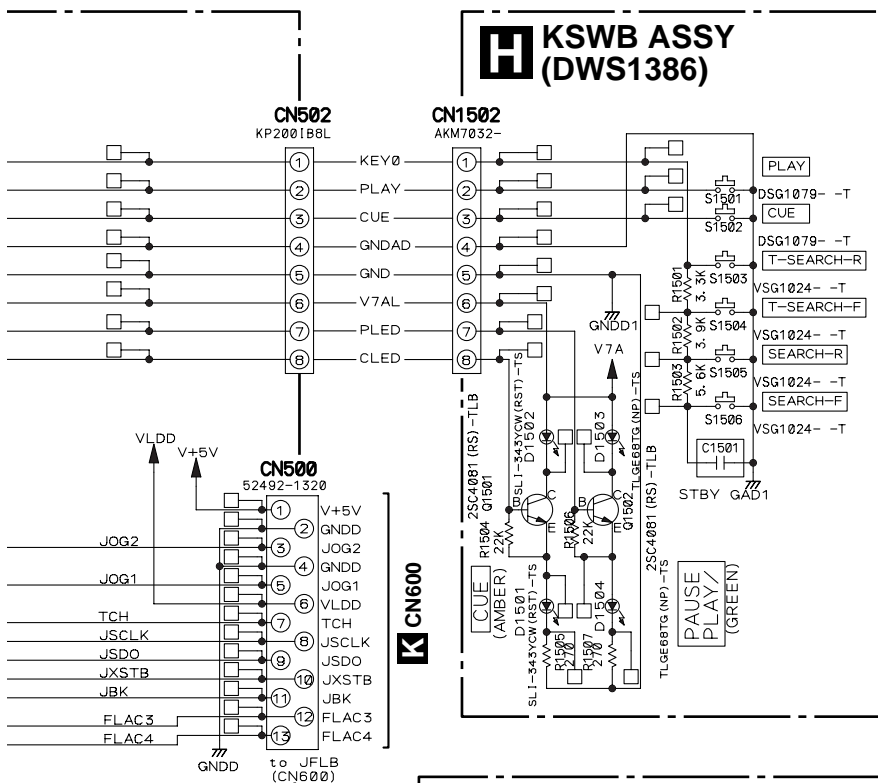 H KSWB ASSY
(DWS1386)
CN502
KP200IB8L
CN1502
AKM7032-
1 KEY0 1
2 PLAY 2
3 CUE 3
4 GNDAD 4
5 GND 5
6 V7AL 6
7 PLED 7
8 CLED 8
PLAY
S1501
DSG1079- -T
CUE
S1502
DSG1079- -T
T-SEARCH-R
S1503
VSG1024- -T
T-SEARCH-F
S1504
VSG1024- -T
SEARCH-R
S1505
VSG1024- -T
SEARCH-F
S1506
VSG1024- -T
R1501
3.3K
R1502
3.9K
R1503
5.6K
C1501
STBY
GAD1
GNDD1
V7A
2SC4081(RS)-TLB
Q1501
SLI-343YCW(RST)-TS
D1502
D1503
TLGE68TG(NP)-TS
B
C
E
B
C
E
Q1502
2SC4081(RS)-TLB
R1504
22K
R1506
22K
CUE
(AMBER)
D1501
SLI-343YCW(RST)-TS
D1504
TLGE68TG(NP)-TS
R1505
270
R1507
270
PAUSE
PLAY/
(GREEN)
VLDD
V+5V
CN500
52492-1320
1 V+5V
2 GNDD
JOG2 3 JOG2
4 GNDD
JOG1 5 JOG1
6 VLDD
TCH 7 TCH
JSCLK 8 JSCLK
JSDO 9 JSDO
JXSTB 10 JXSTB
JBK 11 JBK
FLAC3 12 FLAC3
FLAC4 13 FLAC4
K CN600
GNDD
to JFLB
(CN600)